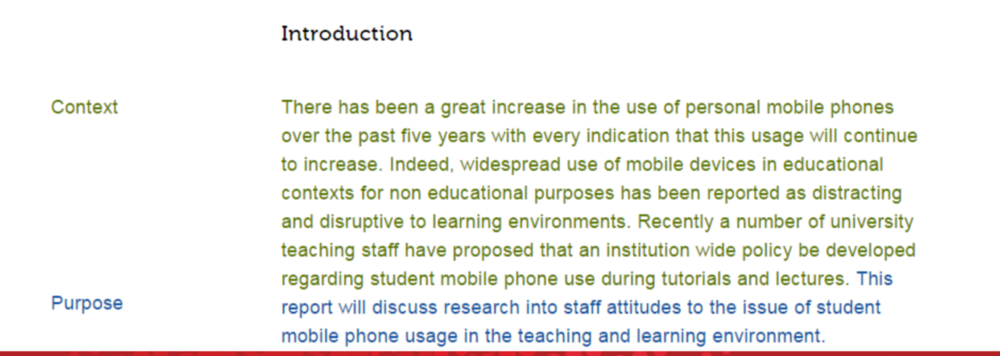 Introduction
Context
There has been a great increase in the use of personal mobile phones
over the past five years with every indication that this usage will continue
to increase. Indeed, widespread use of mobile devices in educational
contexts for non educational purposes has been reported as distracting
and disruptive to learning environments. Recently a number of university
teaching staff have proposed that an institution wide policy be developed
regarding student mobile phone use during tutorials and lectures. This
Purpose
report will discuss research into staff attitudes to the issue of student
mobile phone usage in the teaching and learning environment.